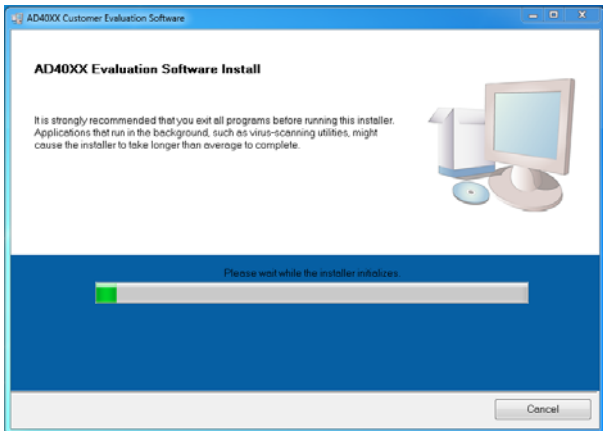 AD40XX Customer Evaluation Software
AD40XX Evaluation Software Install
It is strongly recommended that you exit all programs before running this installer.
Applications that run in the background, such as virus-scanning utilities, might
cause the installer to take longer than average to complete.
Please wait while the installer initializes.
Cancel